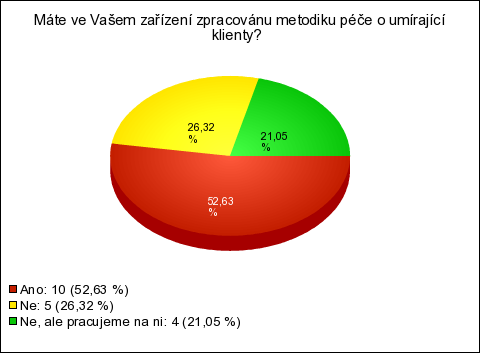 Máte ve Vašem zařízení zpracovánu metodiku péče o umírající
klienty?
26,32
%
21,05
%
52,63
%
Ano: 10 (52,63 %)
Ne: 5 (26,32 %)
Ne, ale pracujeme na ni: 4 (21,05 %)